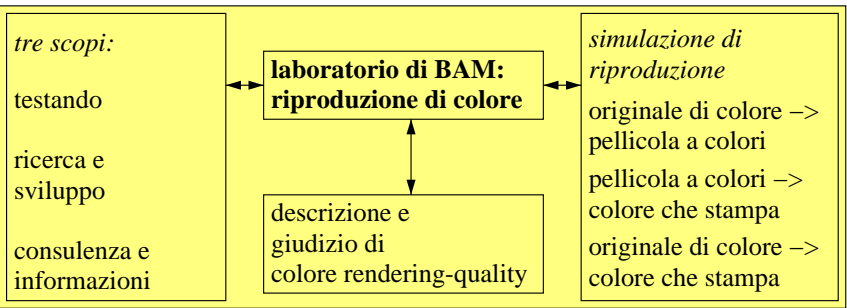 tre scopi:
testando
ricerca e
sviluppo
consulenza e
informazioni
laboratorio di BAM:
riproduzione di colore
descrizione e
giudizio di
colore rendering-quality
simulazione di
riproduzione
originale di colore −>
pellicola a colori
pellicola a colori −>
colore che stampa
originale di colore −>
colore che stampa